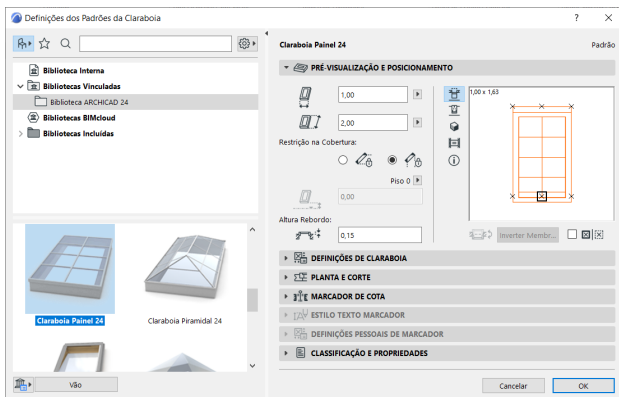 Definições dos Padrões da Claraboia
Biblioteca Interna
Bibliotecas Vinculadas
Biblioteca ARCHICAD 24
Bibliotecas BIMcloud
Bibliotecas Incluídas
Claraboia Painel 24
Claraboia Piramidal 24
Vão
Claraboia Painel 24 Padrão
PRÉ-VISUALIZAÇÃO E POSICIONAMENTO
1,00
2,00
Restrição na Cobertura:
Piso 0
0,00
Altura Rebordo:
0,15
1,00 x 1,63
Inverter Membr...
DEFINIÇÕES DE CLARABOIA
PLANTA E CORTE
MARCADOR DE COTA
ESTILO TEXTO MARCADOR
DEFINIÇÕES PESSOAIS DE MARCADOR
CLASSIFICAÇÃO E PROPRIEDADES
Cancelar OK